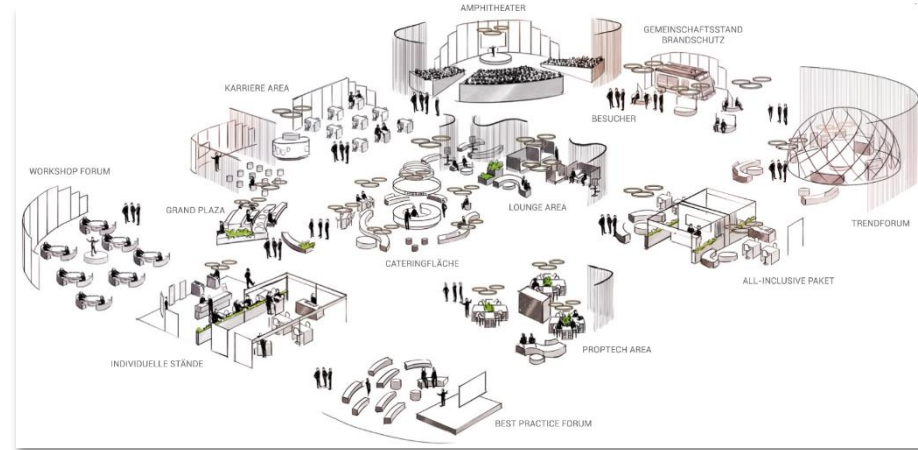 AMPHITHEATER
GEMEINSCHAFTSSTAND
BRANDSCHUTZ
KARRIERE AREA
BESUCHER
WORKSHOP FORUM
GRAND PLAZA
LOUNGE AREA
TRENDFORUM
CATERINGFLÄCHE
ALL-INCLUSIVE PAKET
INDIVIDUELLE STÄNDE
PROPTECH AREA
BEST PRACTICE FORUM